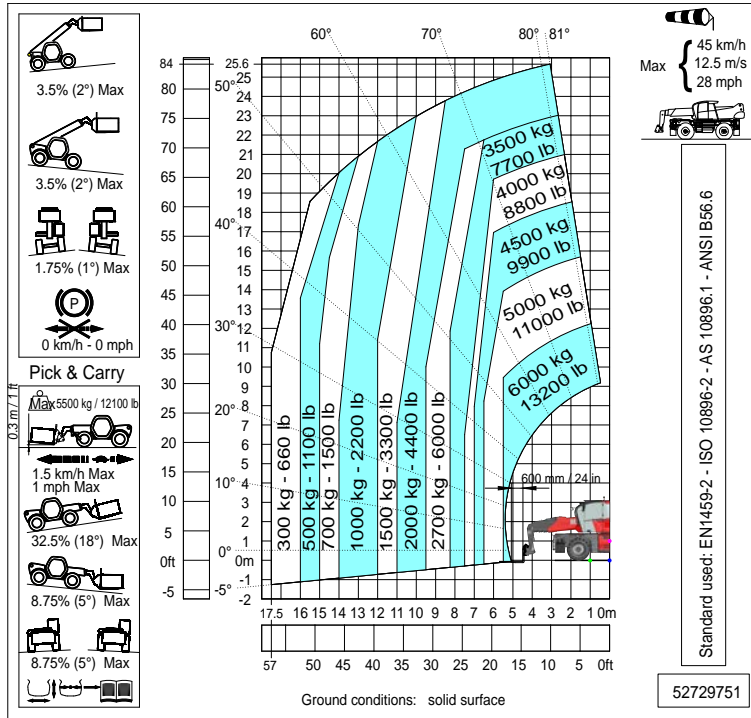 3.5% (2°) Max
3.5% (2°) Max
1.75% (1°) Max
P
0 km/h - 0 mph
Pick & Carry
0.3 m / 1 ft
Max 5500 kg / 12100 lb
1.5 km/h Max
1 mph Max
32.5% (18°) Max
8.75% (5°) Max
8.75% (5°) Max
84
80
75
70
65
60
55
50
45
40
35
30
25
20
15
10
5
0ft
-5
25.6
25
24
23
22
21
20
19
18
17
16
15
14
13
12
11
10
9
8
7
6
5
4
3
2
1
0m
-1
-2
60°
70°
80°
81°
50°
40°
30°
20°
10°
0°
-5°
3500 kg
7700 lb
4000 kg
8800 lb
4500 kg
9900 lb
5000 kg
11000 lb
6000 kg
13200 lb
300 kg - 660 lb
500 kg - 1100 lb
700 kg - 1500 lb
1000 kg - 2200 lb
1500 kg - 3300 lb
2000 kg - 4400 lb
2700 kg - 6000 lb
600 mm / 24 in
17.5 16 15 14 13 12 11 10 9 8 7 6 5 4 3 2 1 0m
57 50 45 40 35 30 25 20 15 10 5 0ft
Ground conditions: solid surface
Max
45 km/h
12.5 m/s
28 mph
Standard used: EN1459-2 - ISO 10896-2 - AS 10896.1 - ANSI B56.6
52729751